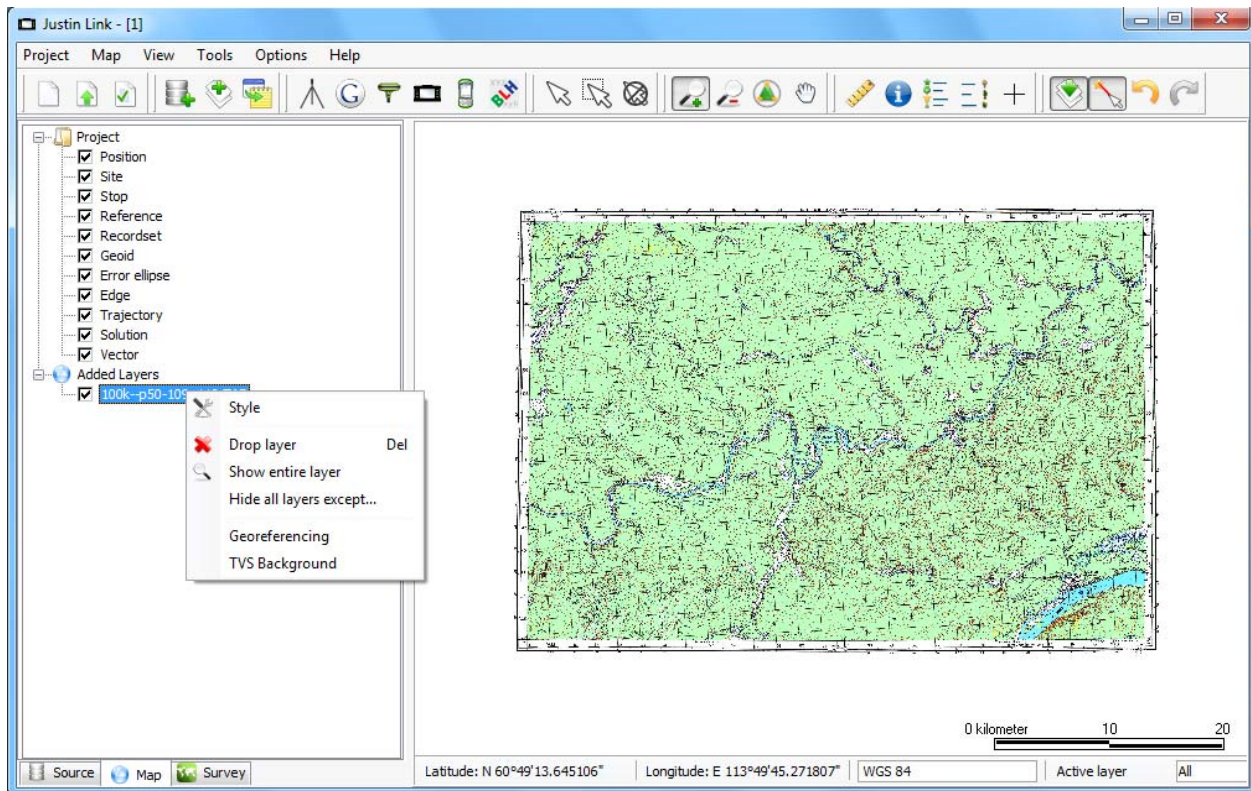 Justin Link - [1]
Project Map View Tools Options Help
Project
Position
Site
Stop
Reference
Recordset
Geoid
Error ellipse
Edge
Trajectory
Solution
Vector
Added Layers
Style
Drop layer Del
Show entire layer
Hide all layers except...
Georeferencing
TVS Background
0 kilometer 10 20
Source Map Survey
Latitude: N 60°49'13.645106" Longitude: E 113°49'45.271807" WGS 84 Active layer All